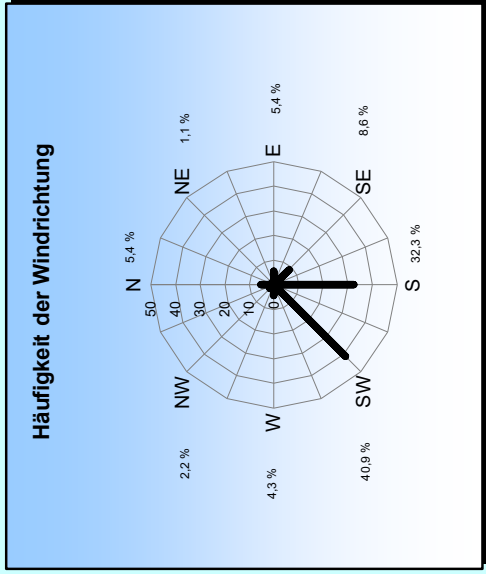 Häufigkeit der Windrichtung
N
5,4 %
50
40
2,2 %
NW
NE
1,1 %
30
20
10
4,3 %
W
0
E
5,4 %
40,9 %
SW
SE
8,6 %
S
32,3 %